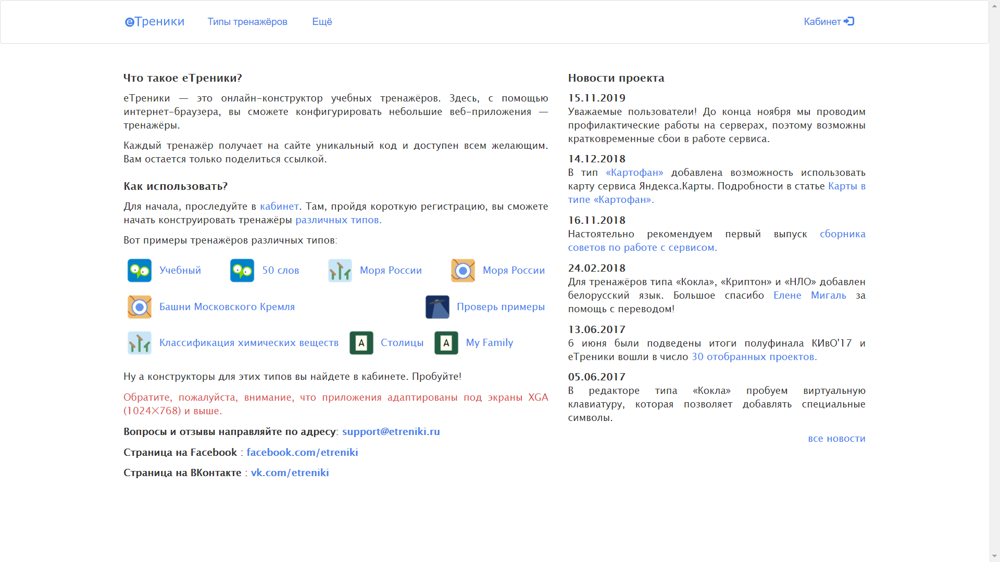 еТреники
Типы тренажёров
Ещё
Кабинет
Что такое еТреники?
еТреники — это онлайн-конструктор учебных тренажёров. Здесь, с помощью
интернет-браузера, вы сможете конфигурировать небольшие веб-приложения —
тренажёры.
Каждый тренажёр получает на сайте уникальный код и доступен всем желающим.
Вам остается только поделиться ссылкой.
Как использовать?
Для начала, проследуйте в кабинет. Там, пройдя короткую регистрацию, вы сможете
начать конструировать тренажёры различных типов.
Вот примеры тренажёров различных типов:
Учебный
50 слов
Моря России
Моря России
Башни Московского Кремля
Проверь примеры
Классификация химических веществ
A
Столицы
A
My Family
Ну а конструкторы для этих типов вы найдете в кабинете. Пробуйте!
Обратите, пожалуйста, внимание, что приложения адаптированы под экраны XGA
(1024×768) и выше.
Вопросы и отзывы направляйте по адресу: support@etreniki.ru
Страница на Facebook : facebook.com/etreniki
Страница на ВКонтакте : vk.com/etreniki
Новости проекта
15.11.2019
Уважаемые пользователи! До конца ноября мы проводим
профилактические работы на серверах, поэтому возможны
кратковременные сбои в работе сервиса.
14.12.2018
В тип «Картофан» добавлена возможность использовать
карту сервиса Яндекса.Карты. Подробности в статье Карты в
типе «Картофан».
16.11.2018
Настоятельно рекомендуем первый выпуск сборника
советов по работе с сервисом.
24.02.2018
Для тренажёров типа «Кокла», «Криптон» и «НЛО» добавлен
белорусский язык. Большое спасибо Елене Мигаль за
помощь с переводом!
13.06.2017
6 июня были подведены итоги полуфинала КИвО'17 и
еТреники вошли в число 30 отобранных проектов.
05.06.2017
В редакторе типа «Кокла» пробуем виртуальную
клавиатуру, которая позволяет добавлять специальные
символы.
все новости